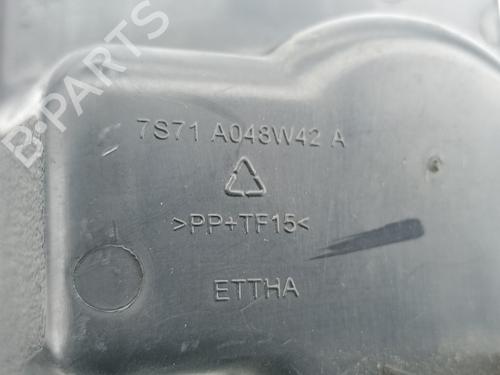 B-PARTS
7S71 A048W42 A
>PP+TF15<
ETTHA